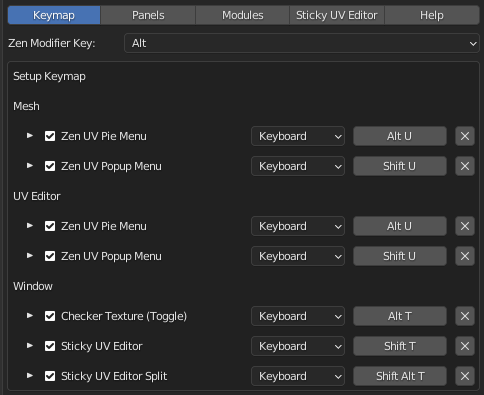 Keymap Panels Modules Sticky UV Editor Help
Zen Modifier Key: Alt
Setup Keymap
Mesh
Zen UV Pie Menu Keyboard Alt U
Zen UV Popup Menu Keyboard Shift U
UV Editor
Zen UV Pie Menu Keyboard Alt U
Zen UV Popup Menu Keyboard Shift U
Window
Checker Texture (Toggle) Keyboard Alt T
Sticky UV Editor Keyboard Shift T
Sticky UV Editor Split Keyboard Shift Alt T